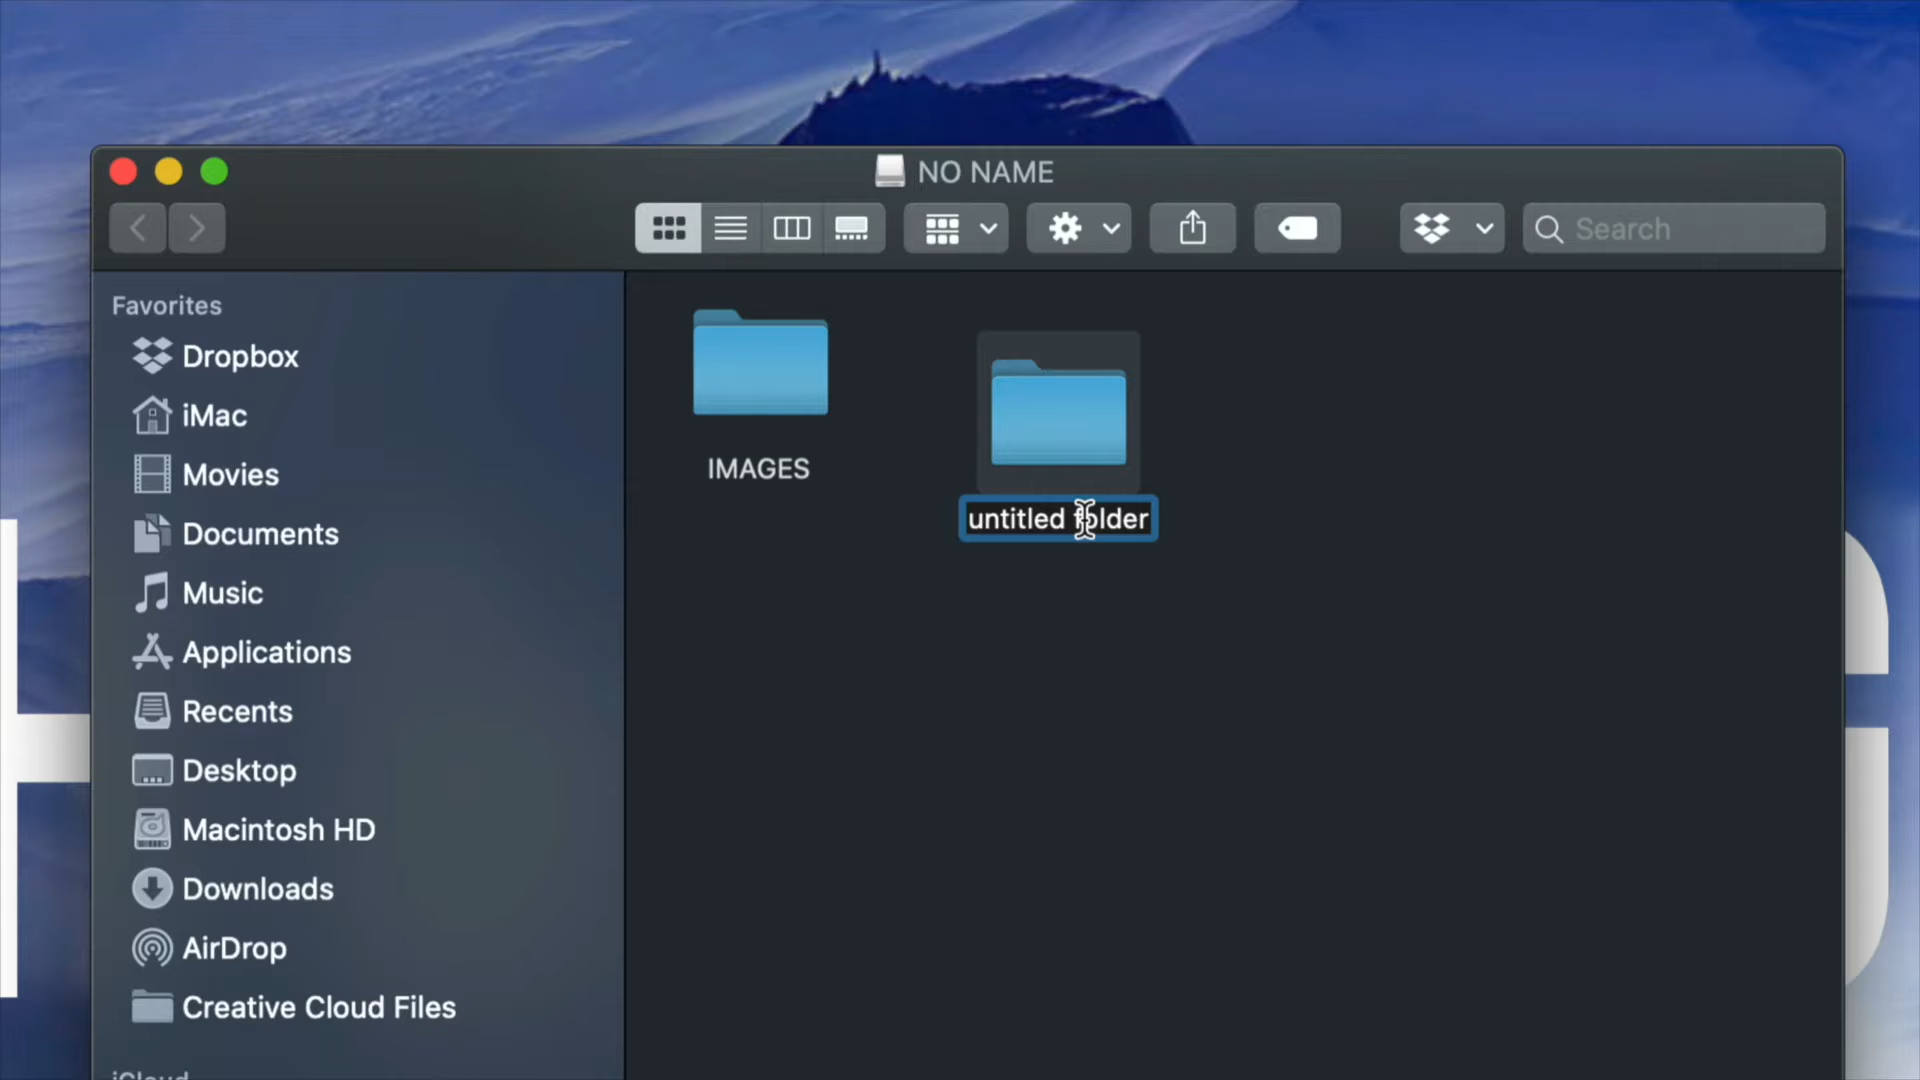 NO NAME
Search
Favorites
Dropbox
iMac
Movies
Documents
Music
Applications
Recents
Desktop
Macintosh HD
Downloads
AirDrop
Creative Cloud Files
iCloud
IMAGES
untitled folder